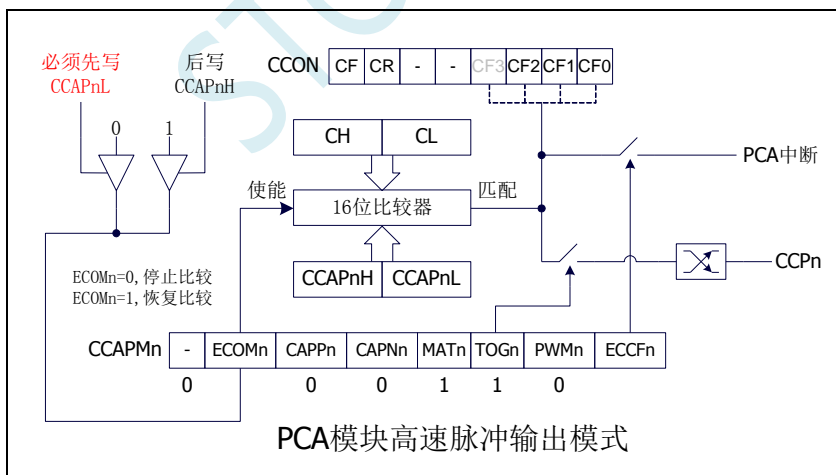 STC
必须先写
CCAPnL
后写
CCAPnH
CCON CF CR - - CF3 CF2 CF1 CF0
0 1
CH CL
PCA中断
使能
16位比较器
匹配
CCPn
CCAPnH CCAPnL
ECOMn=0,停止比较
ECOMn=1,恢复比较
CCAPMn - ECOMn CAPPn CAPNn MATn TOGn PWMn ECCFn
0 0 0 1 1 0
PCA模块高速脉冲输出模式